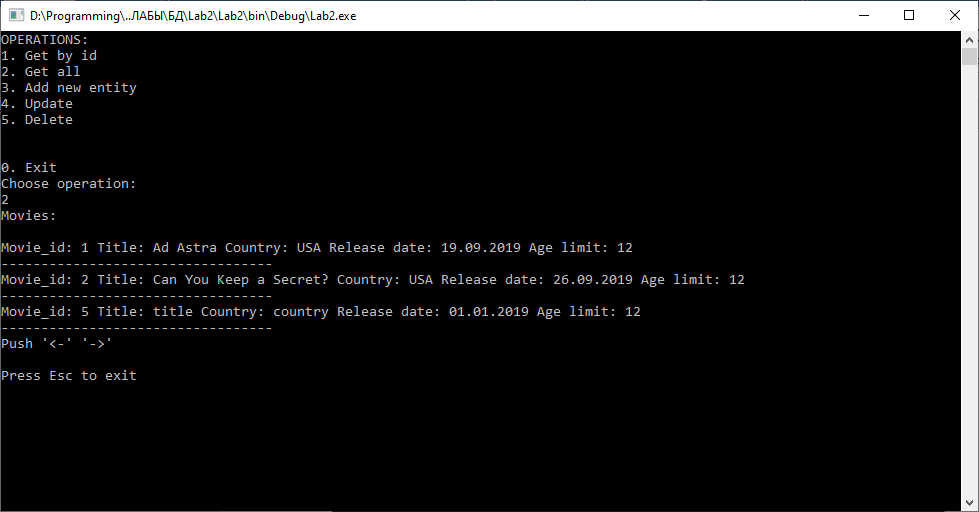 D:\Programming\..ЛАБЫ\БД\Lab2\Lab2\bin\Debug\Lab2.exe
OPERATIONS:
1. Get by id
2. Get all
3. Add new entity
4. Update
5. Delete
0. Exit
Choose operation:
2
Movies:
Movie_id: 1 Title: Ad Astra Country: USA Release date: 19.09.2019 Age limit: 12
----------------------------------
Movie_id: 2 Title: Can You Keep a Secret? Country: USA Release date: 26.09.2019 Age limit: 12
----------------------------------
Movie_id: 5 Title: title Country: country Release date: 01.01.2019 Age limit: 12
----------------------------------
Push '<-' '->'
Press Esc to exit